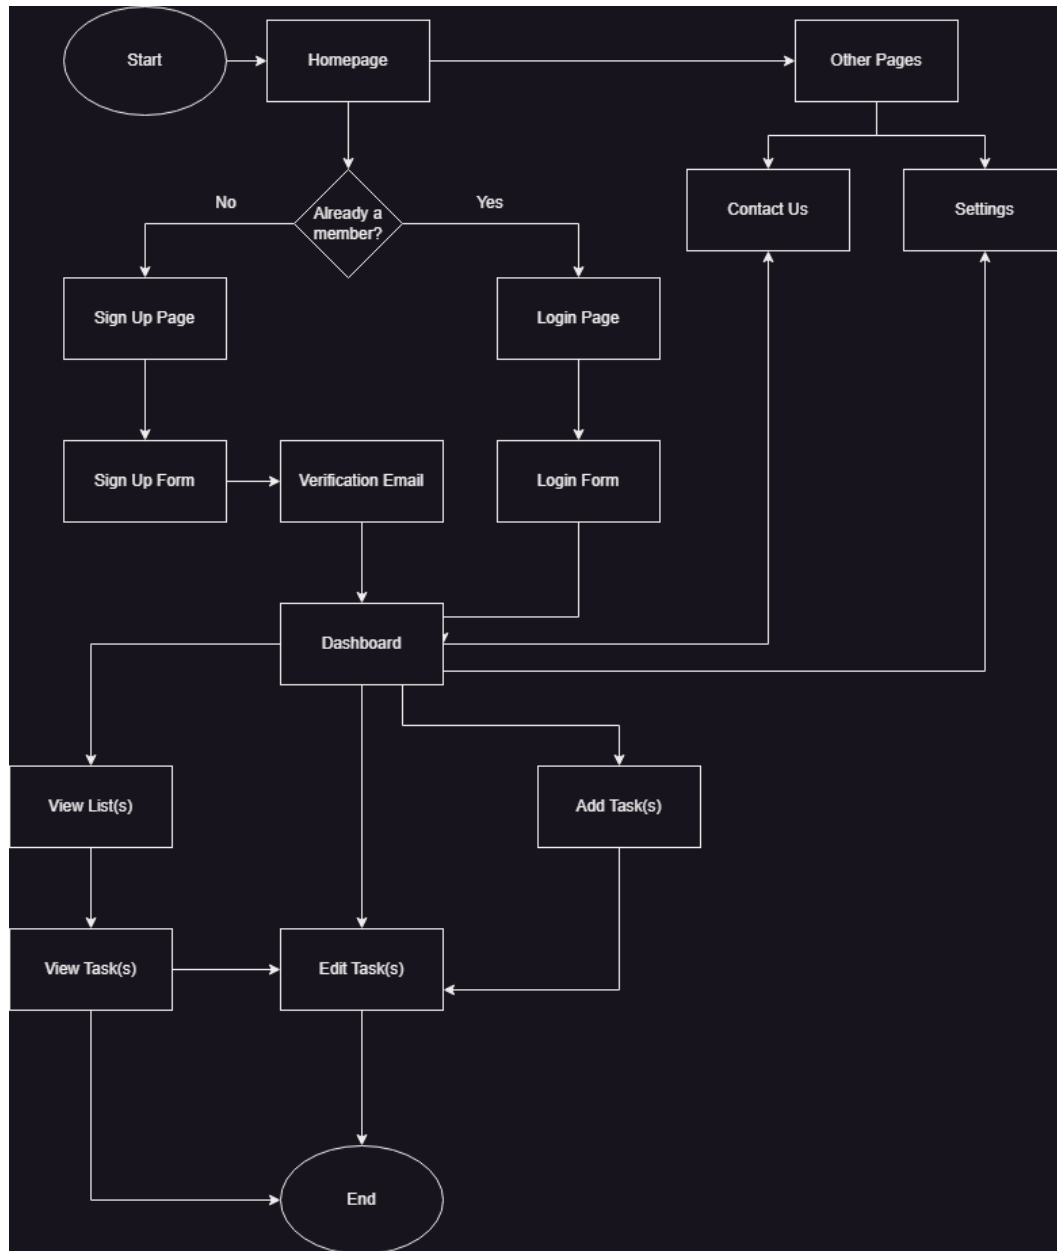 Start
Homepage
Other Pages
No
Already a
member?
Yes
Contact Us
Settings
Sign Up Page
Login Page
Sign Up Form
Verification Email
Login Form
Dashboard
View List(s)
Add Task(s)
View Task(s)
Edit Task(s)
End